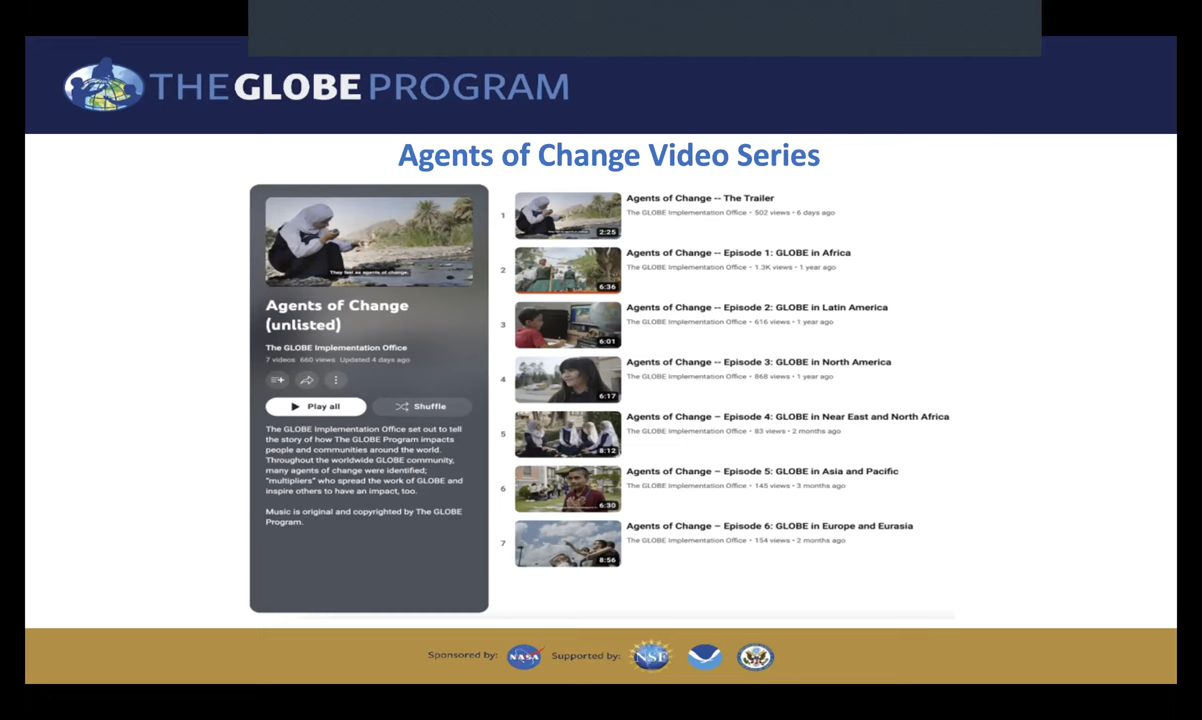 THE GLOBE PROGRAM
Agents of Change Video Series
They feel as agents of change.
Agents of Change
(unlisted)
The GLOBE Implementation Office
7 videos 660 views Updated 4 days ago
Play all
Shuffle
The GLOBE Implementation Office set out to tell
the story of how The GLOBE Program impacts
people and communities around the world.
Throughout the worldwide GLOBE community,
many agents of change were identified;
"multipliers" who spread the work of GLOBE and
inspire others to have an impact, too.
Music is original and copyrighted by The GLOBE
Program.
1
2:25
Agents of Change -- The Trailer
The GLOBE Implementation Office • 502 views • 6 days ago
2
6:36
Agents of Change -- Episode 1: GLOBE in Africa
The GLOBE Implementation Office • 1.3K views • 1 year ago
3
6:01
Agents of Change -- Episode 2: GLOBE in Latin America
The GLOBE Implementation Office • 616 views • 1 year ago
4
6:17
Agents of Change -- Episode 3: GLOBE in North America
The GLOBE Implementation Office • 868 views • 1 year ago
5
8:12
Agents of Change – Episode 4: GLOBE in Near East and North Africa
The GLOBE Implementation Office • 83 views • 2 months ago
6
6:30
Agents of Change – Episode 5: GLOBE in Asia and Pacific
The GLOBE Implementation Office • 145 views • 3 months ago
7
8:56
Agents of Change – Episode 6: GLOBE in Europe and Eurasia
The GLOBE Implementation Office • 154 views • 2 months ago
Sponsored by: NASA Supported by: NSF